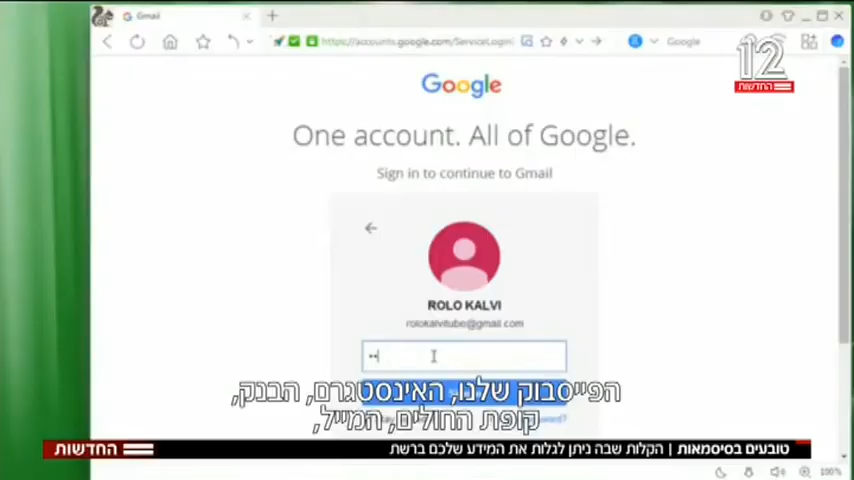 Gmail
https://accounts.google.com/ServiceLogin
Google
12
החדשות
Google
One account. All of Google.
Sign in to continue to Gmail
ROLO KALVI
rolokalvitube@gmail.com
הפייסבוק שלנו, האינסטגרם, הבנק,
קופת החולים, המייל,
טובעים בסיסמאות | הקלות שבה ניתן לגלות את המידע שלכם ברשת
החדשות
100%